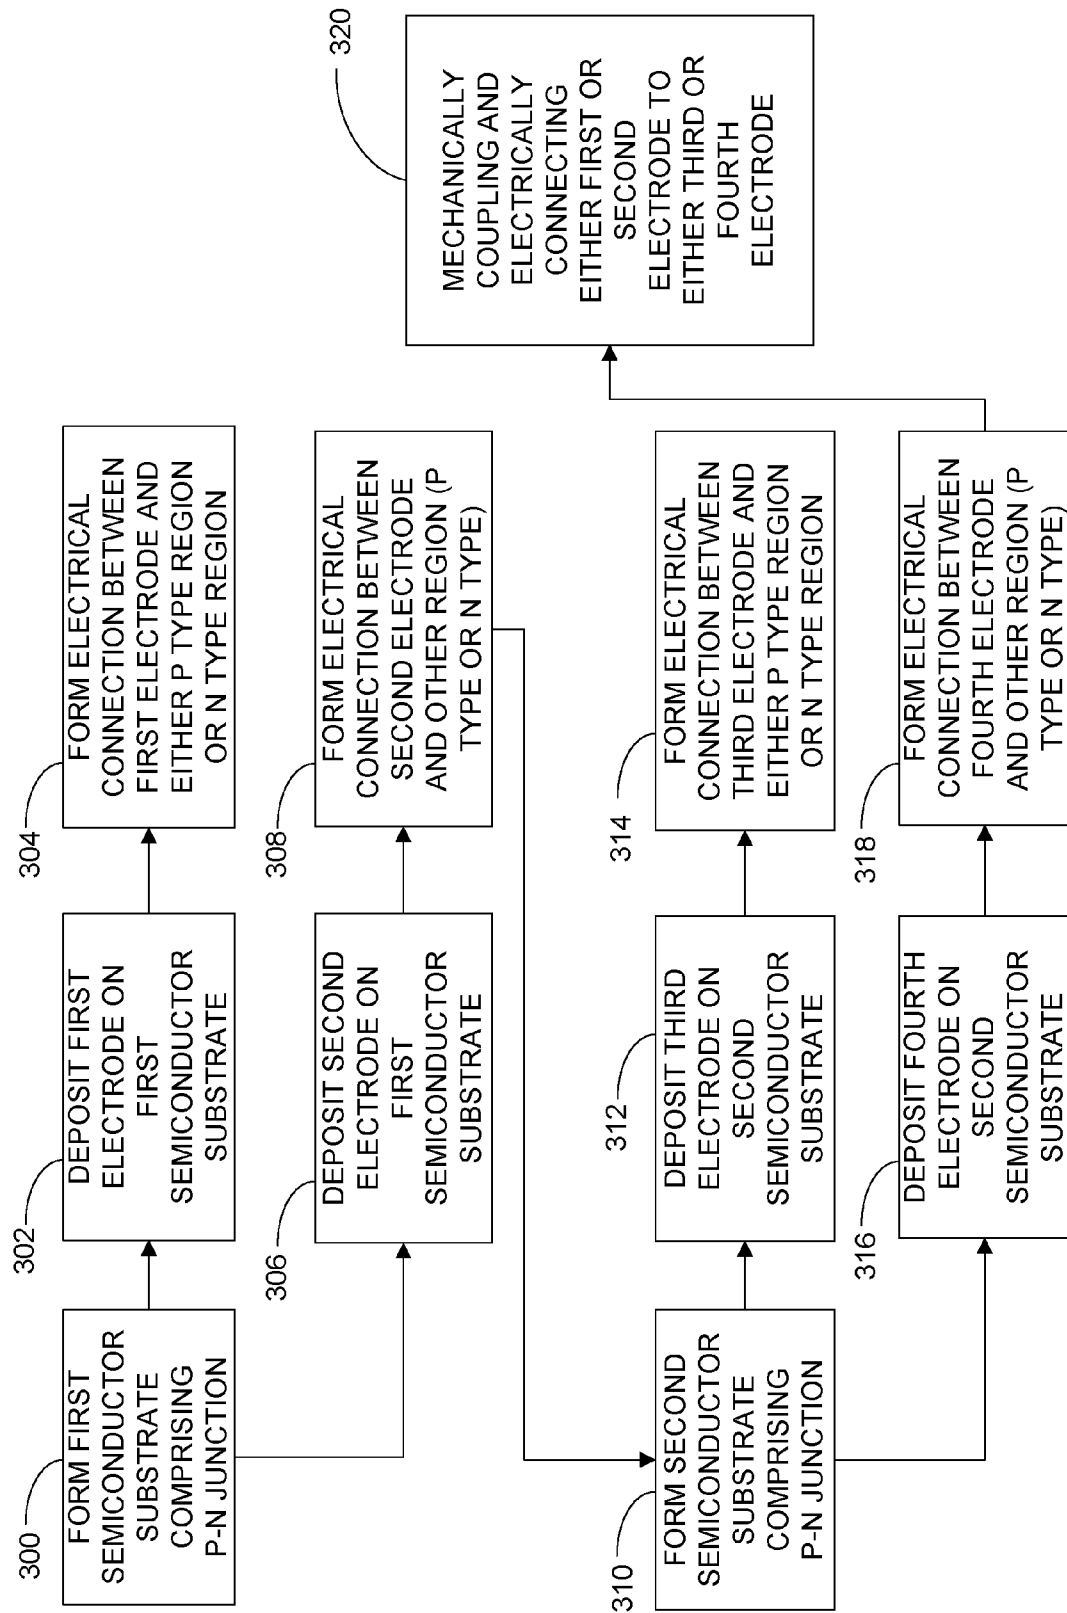 300
FORM FIRST
SEMICONDUCTOR
SUBSTRATE
COMPRISING
P-N JUNCTION
302
DEPOSIT FIRST
ELECTRODE ON
FIRST
SEMICONDUCTOR
SUBSTRATE
304
FORM ELECTRICAL
CONNECTION BETWEEN
FIRST ELECTRODE AND
EITHER P TYPE REGION
OR N TYPE REGION
306
DEPOSIT SECOND
ELECTRODE ON
FIRST
SEMICONDUCTOR
SUBSTRATE
308
FORM ELECTRICAL
CONNECTION BETWEEN
SECOND ELECTRODE
AND OTHER REGION (P
TYPE OR N TYPE)
310
FORM SECOND
SEMICONDUCTOR
SUBSTRATE
COMPRISING
P-N JUNCTION
312
DEPOSIT THIRD
ELECTRODE ON
SECOND
SEMICONDUCTOR
SUBSTRATE
314
FORM ELECTRICAL
CONNECTION BETWEEN
THIRD ELECTRODE AND
EITHER P TYPE REGION
OR N TYPE REGION
316
DEPOSIT FOURTH
ELECTRODE ON
SECOND
SEMICONDUCTOR
SUBSTRATE
318
FORM ELECTRICAL
CONNECTION BETWEEN
FOURTH ELECTRODE
AND OTHER REGION (P
TYPE OR N TYPE)
320
MECHANICALLY
COUPLING AND
ELECTRICALLY
CONNECTING
EITHER FIRST OR
SECOND
ELECTRODE TO
EITHER THIRD OR
FOURTH
ELECTRODE